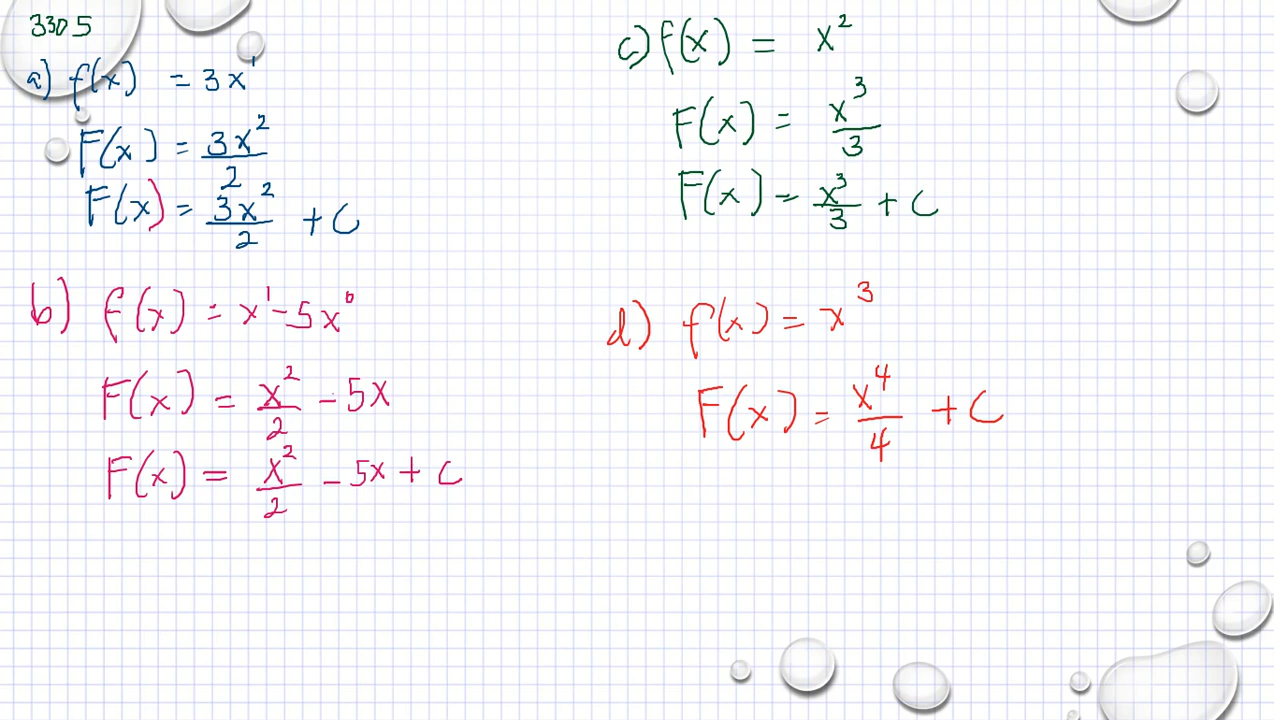 3305
a) f(x) = 3x¹
F(x) = 3x²/2
F(x) = 3x²/2 + C
b) f(x) = x¹ - 5x⁰
F(x) = x²/2 - 5x
F(x) = x²/2 - 5x + C
c) f(x) = x²
F(x) = x³/3
F(x) = x³/3 + C
d) f(x) = x³
F(x) = x⁴/4 + C